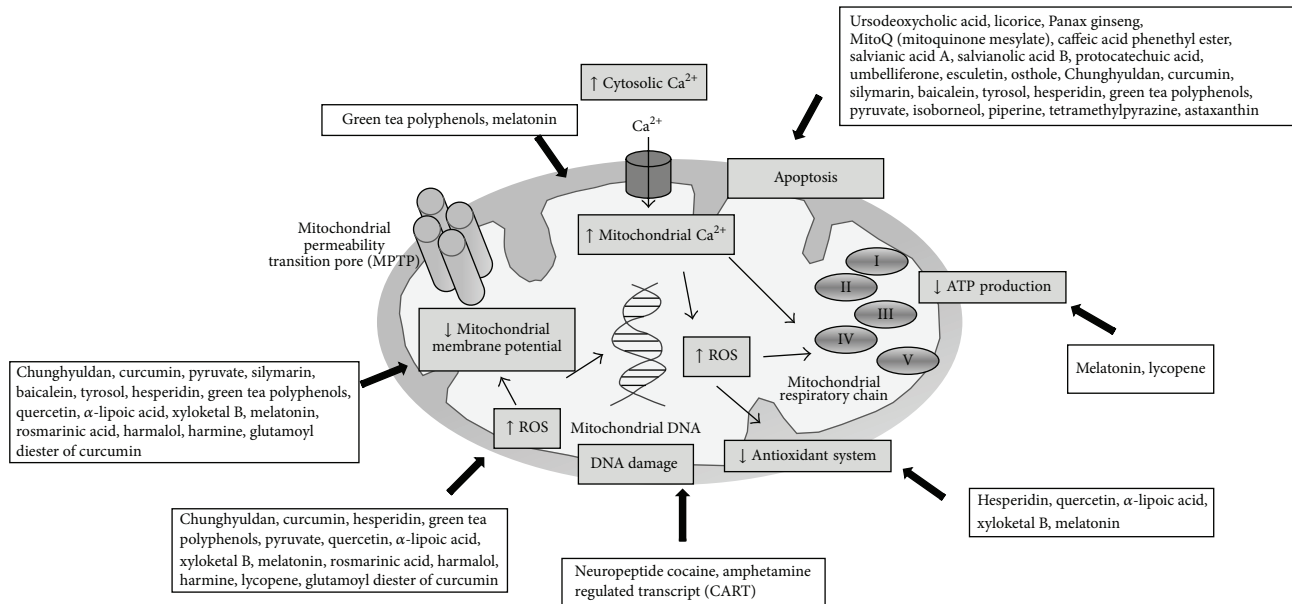 Ursodeoxycholic acid, licorice, Panax ginseng,
MitoQ (mitoquinone mesylate), caffeic acid phenethyl ester,
salvianic acid A, salvianolic acid B, protocatechuic acid,
umbelliferone, esculetin, osthole, Chunghyuldan, curcumin,
silymarin, baicalein, tyrosol, hesperidin, green tea polyphenols,
pyruvate, isoborneol, piperine, tetramethylpyrazine, astaxanthin
↑ Cytosolic Ca²⁺
Green tea polyphenols, melatonin
Ca²⁺
Apoptosis
Mitochondrial
permeability
transition pore (MPTP)
↑ Mitochondrial Ca²⁺
I
II
III
IV
V
↓ ATP production
↓ Mitochondrial
membrane potential
↑ ROS
Mitochondrial
respiratory chain
Melatonin, lycopene
Chunghyuldan, curcumin, pyruvate, silymarin,
baicalein, tyrosol, hesperidin, green tea polyphenols,
quercetin, α-lipoic acid, xyloketal B, melatonin,
rosmarinic acid, harmalol, harmine, glutamoyl
diester of curcumin
↑ ROS
Mitochondrial DNA
DNA damage
↓ Antioxidant system
Chunghyuldan, curcumin, hesperidin, green tea
polyphenols, pyruvate, quercetin, α-lipoic acid,
xyloketal B, melatonin, rosmarinic acid, harmalol,
harmine, lycopene, glutamoyl diester of curcumin
Neuropeptide cocaine, amphetamine
regulated transcript (CART)
Hesperidin, quercetin, α-lipoic acid,
xyloketal B, melatonin